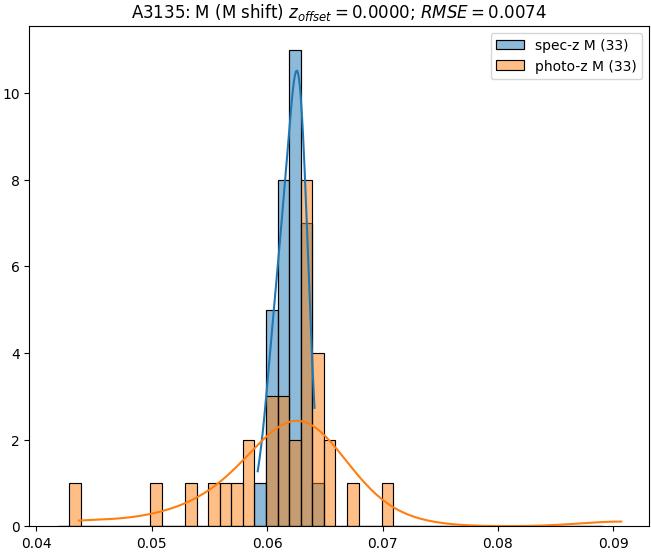 A3135: M (M shift) z_offset = 0.0000; RMSE = 0.0074
spec-z M (33)
photo-z M (33)
10
8
6
4
2
0
0.04 0.05 0.06 0.07 0.08 0.09